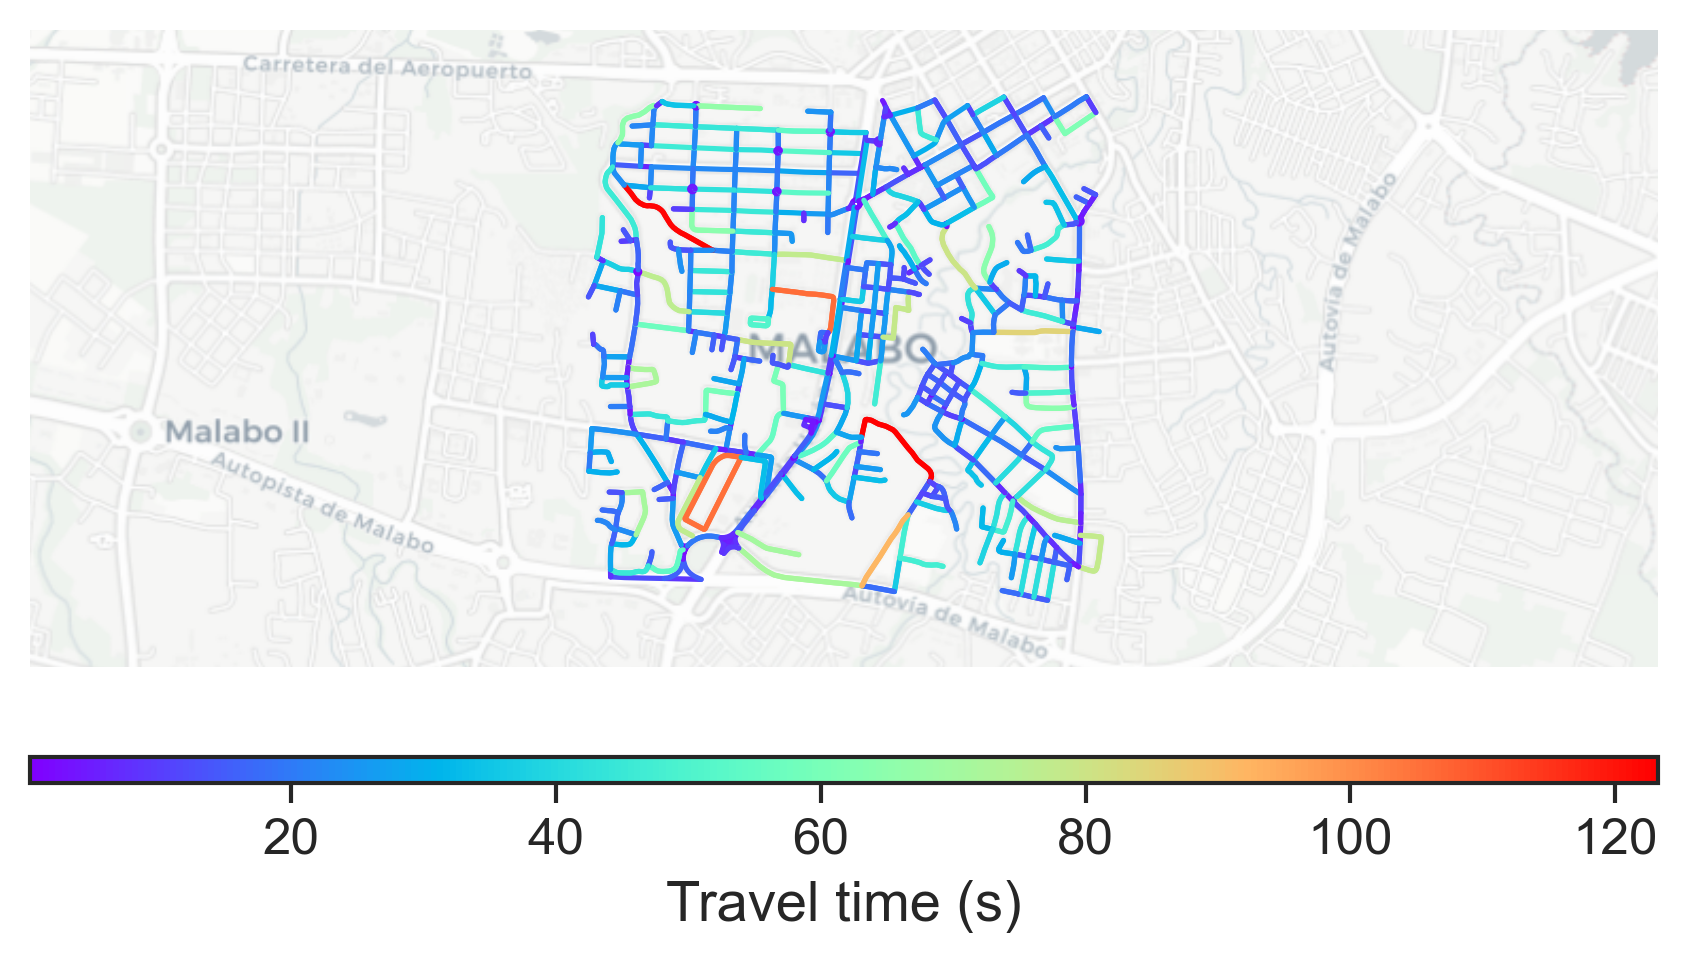 Carretera del Aeropuerto
Autovía de Malabo
MALABO
Malabo II
Autopista de Malabo
Autovía de Malabo
20 40 60 80 100 120
Travel time (s)